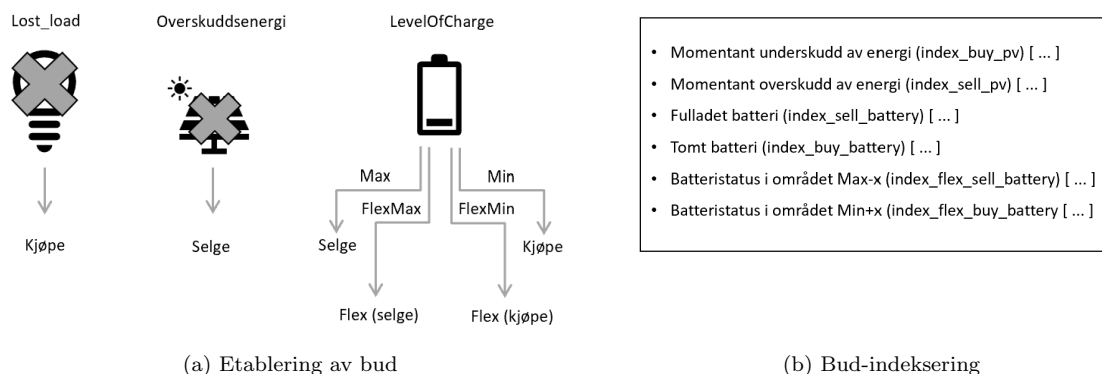 Lost_load
Overskuddsenergi
LevelOfCharge
Max
Min
FlexMax
FlexMin
Kjøpe
Selge
Selge
Kjøpe
Flex (selge)
Flex (kjøpe)
(a) Etablering av bud
• Momentant underskudd av energi (index_buy_pv) [ ... ]
• Momentant overskudd av energi (index_sell_pv) [ ... ]
• Fulladet batteri (index_sell_battery) [ ... ]
• Tomt batteri (index_buy_battery) [ ... ]
• Batteristatus i området Max-x (index_flex_sell_battery) [ ... ]
• Batteristatus i området Min+x (index_flex_buy_battery [ ... ]
(b) Bud-indeksering